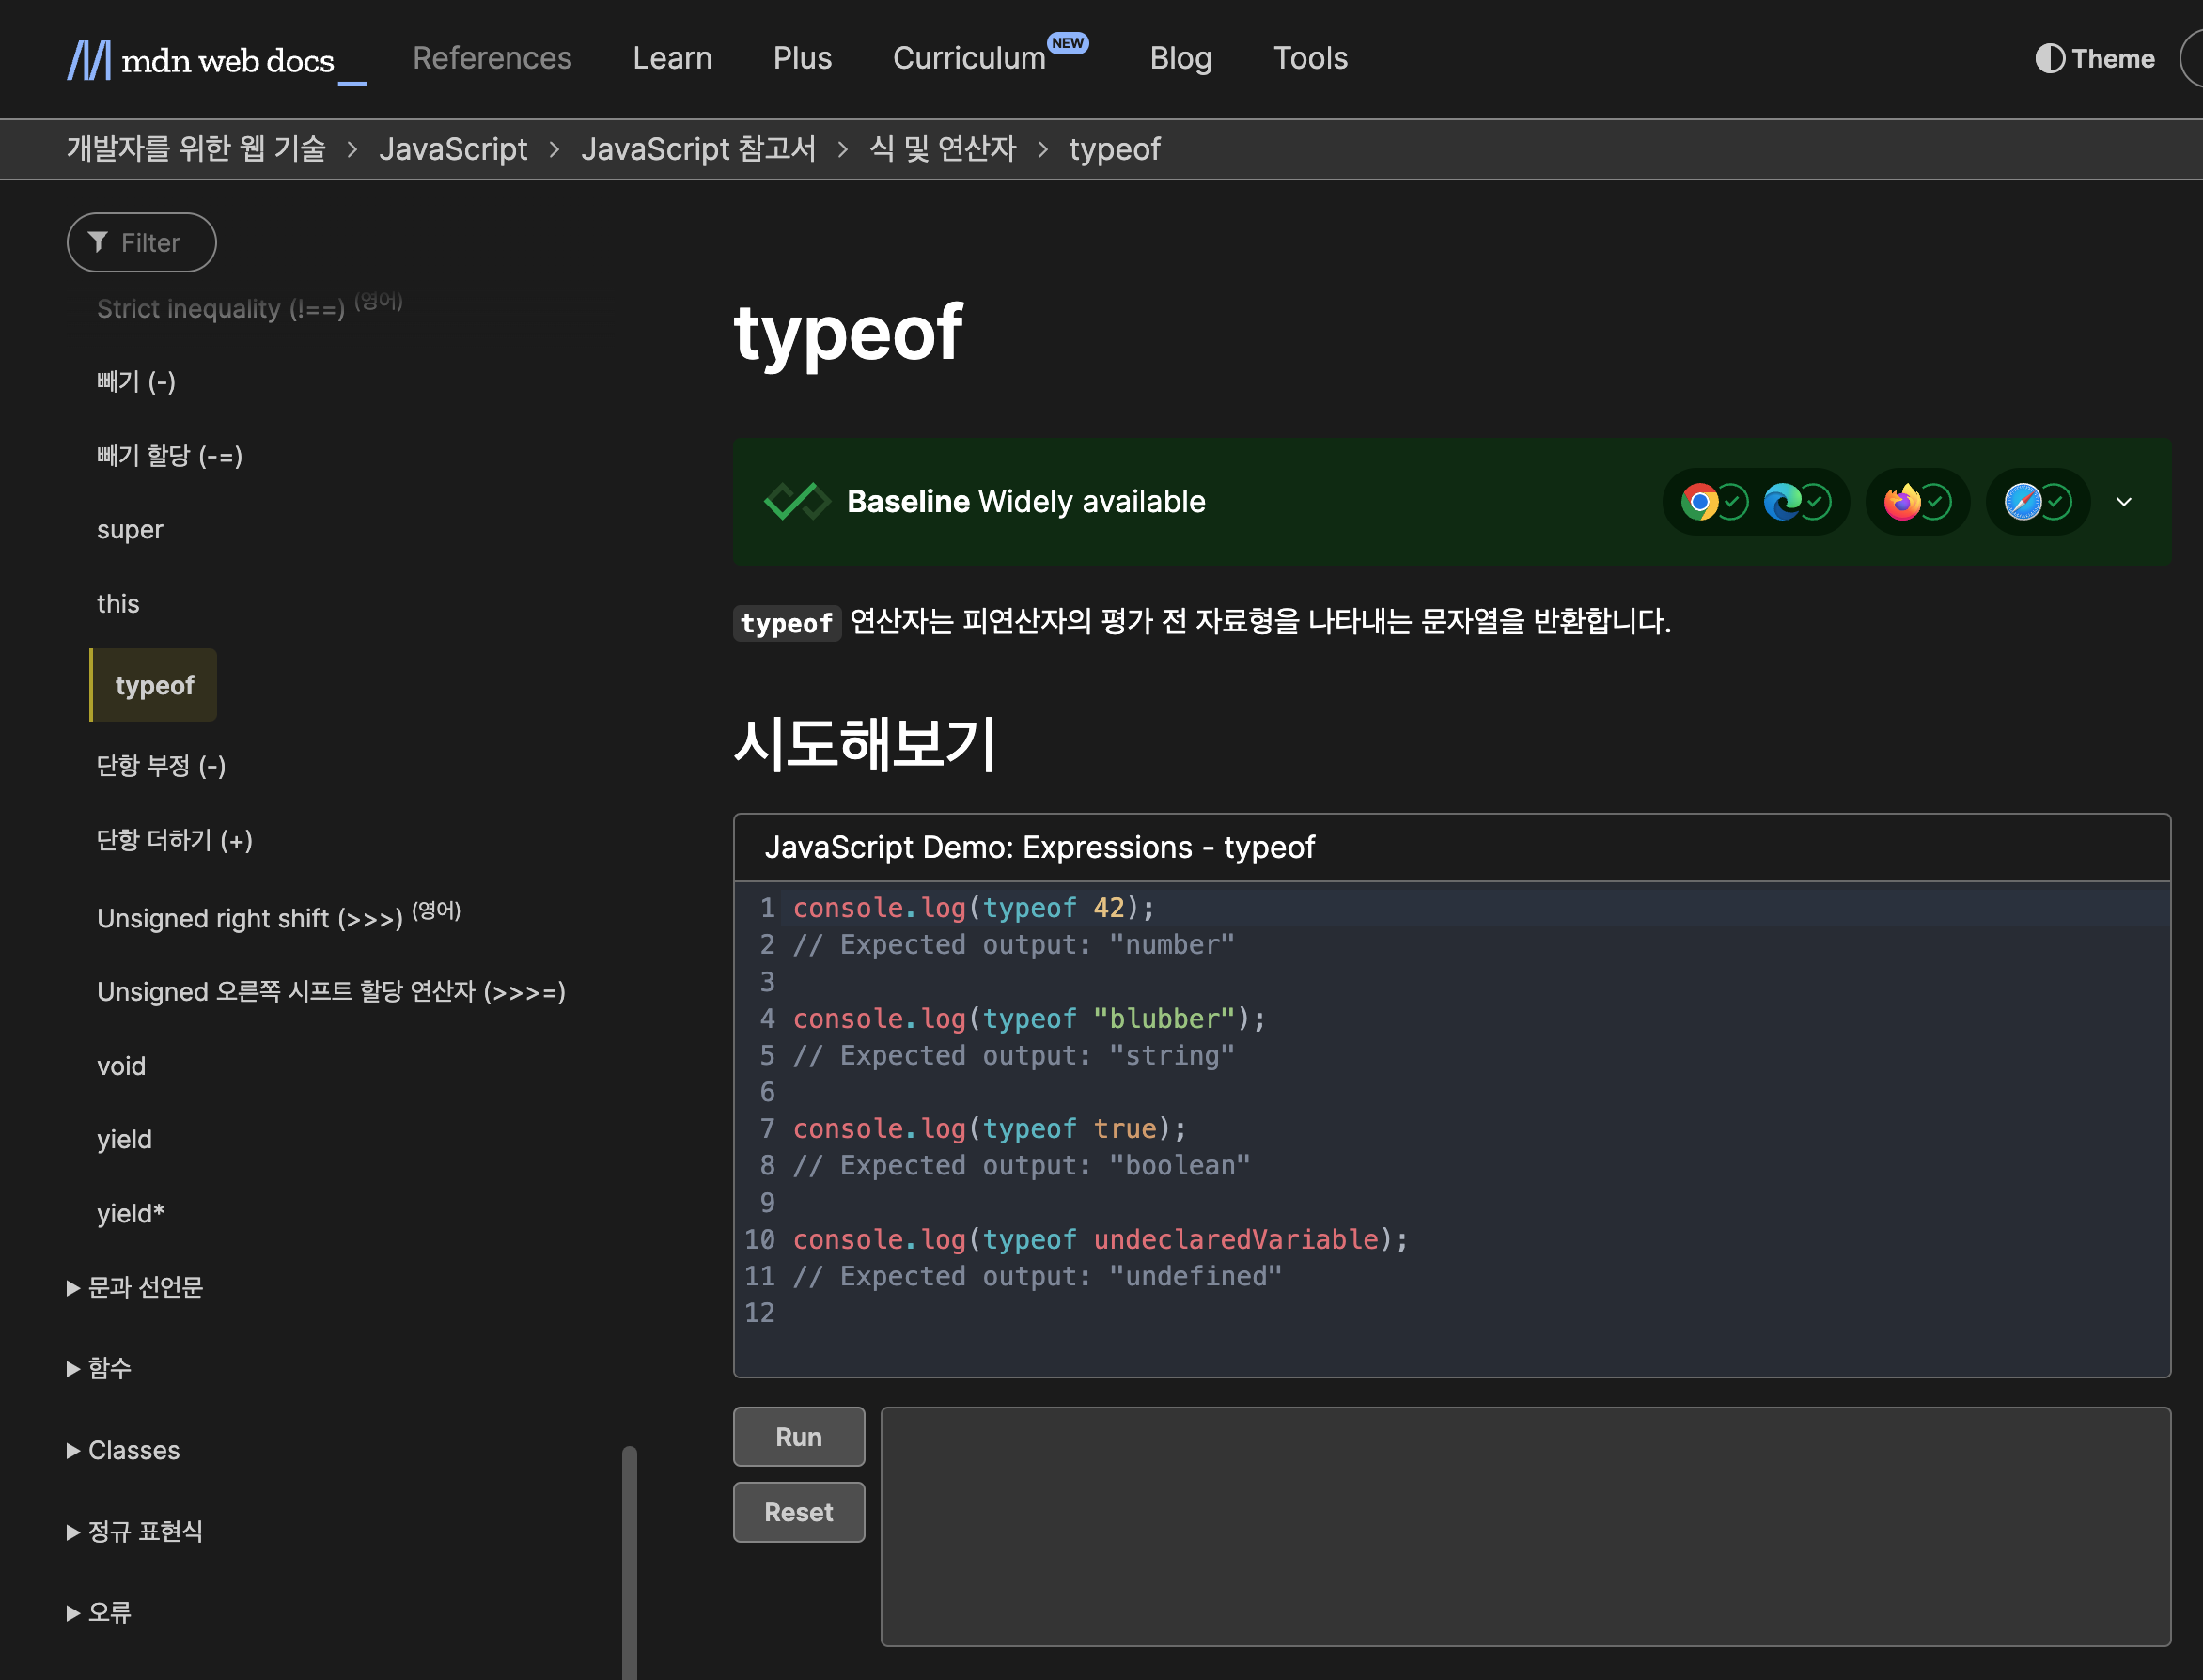 mdn web docs_
References
Learn
Plus
Curriculum NEW
Blog
Tools
Theme
개발자를 위한 웹 기술 > JavaScript > JavaScript 참고서 > 식 및 연산자 > typeof
Filter
Strict inequality (!==) (영어)
빼기 (-)
빼기 할당 (-=)
super
this
typeof
단항 부정 (-)
단항 더하기 (+)
Unsigned right shift (>>>) (영어)
Unsigned 오른쪽 시프트 할당 연산자 (>>>=)
void
yield
yield*
문과 선언문
함수
Classes
정규 표현식
오류
typeof
Baseline Widely available
typeof 연산자는 피연산자의 평가 전 자료형을 나타내는 문자열을 반환합니다.
시도해보기
JavaScript Demo: Expressions - typeof
1 console.log(typeof 42);
2 // Expected output: "number"
3
4 console.log(typeof "blubber");
5 // Expected output: "string"
6
7 console.log(typeof true);
8 // Expected output: "boolean"
9
10 console.log(typeof undeclaredVariable);
11 // Expected output: "undefined"
12
Run
Reset